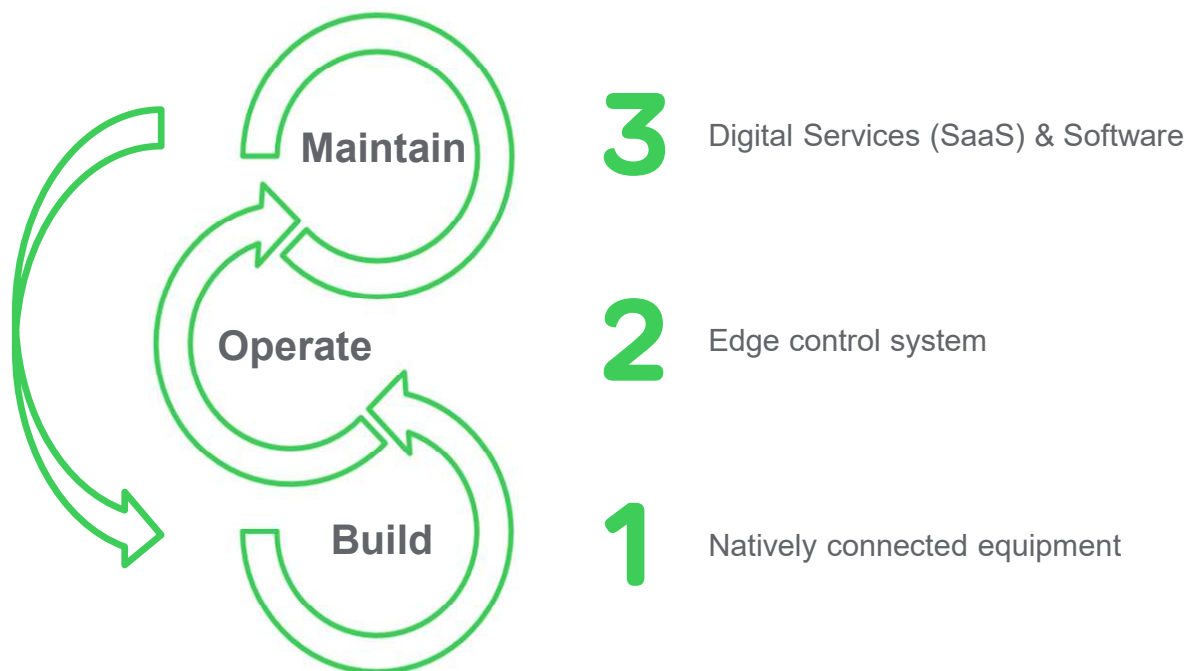 Maintain
3
Digital Services (SaaS) & Software
Operate
2
Edge control system
Build
1
Natively connected equipment